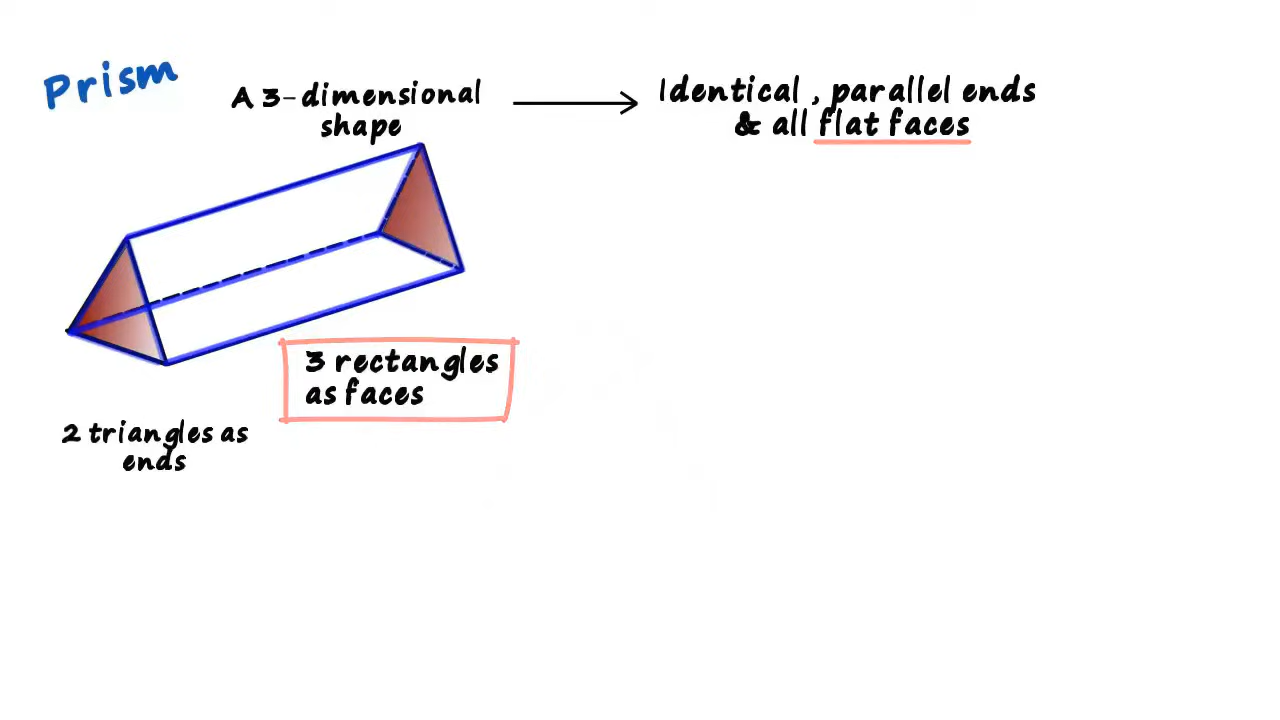 Prism
A 3-dimensional
shape
Identical, parallel ends
& all flat faces
3 rectangles
as faces
2 triangles as
ends